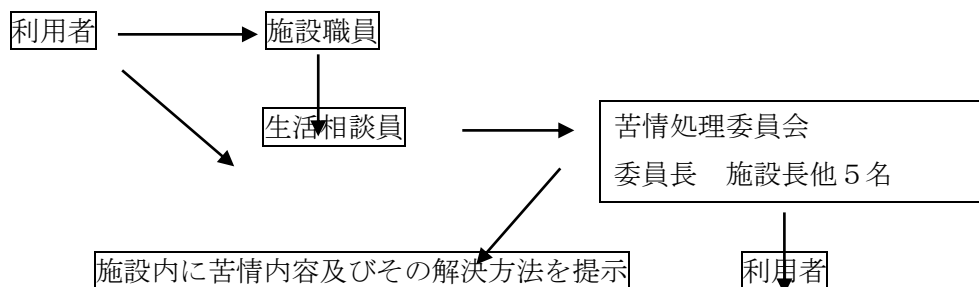 利用者 施設職員
生活相談員
苦情処理委員会
委員長　施設長他５名
施設内に苦情内容及びその解決方法を提示 利用者